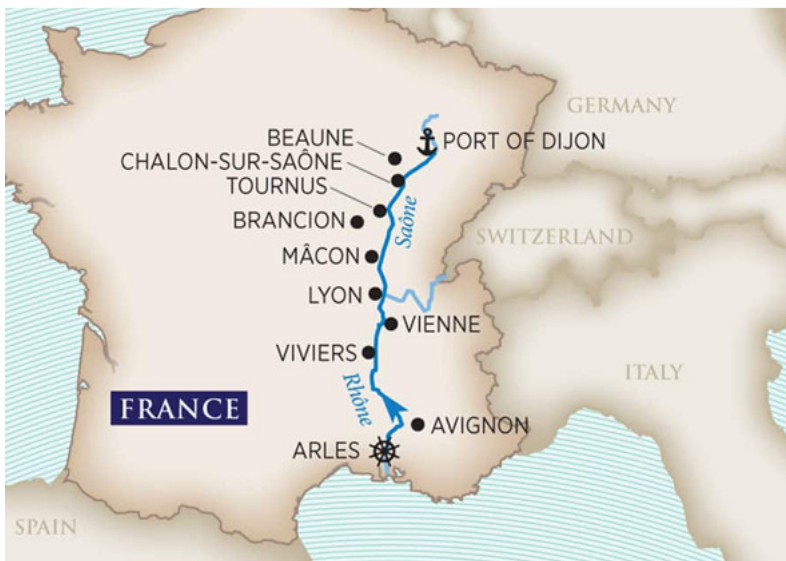 GERMANY
BEAUNE
PORT OF DIJON
CHALON-SUR-SAÔNE
TOURNUS
BRANCION
Saône
SWITZERLAND
MÂCON
LYON
VIENNE
VIVIERS
ITALY
Rhône
FRANCE
AVIGNON
ARLES
SPAIN